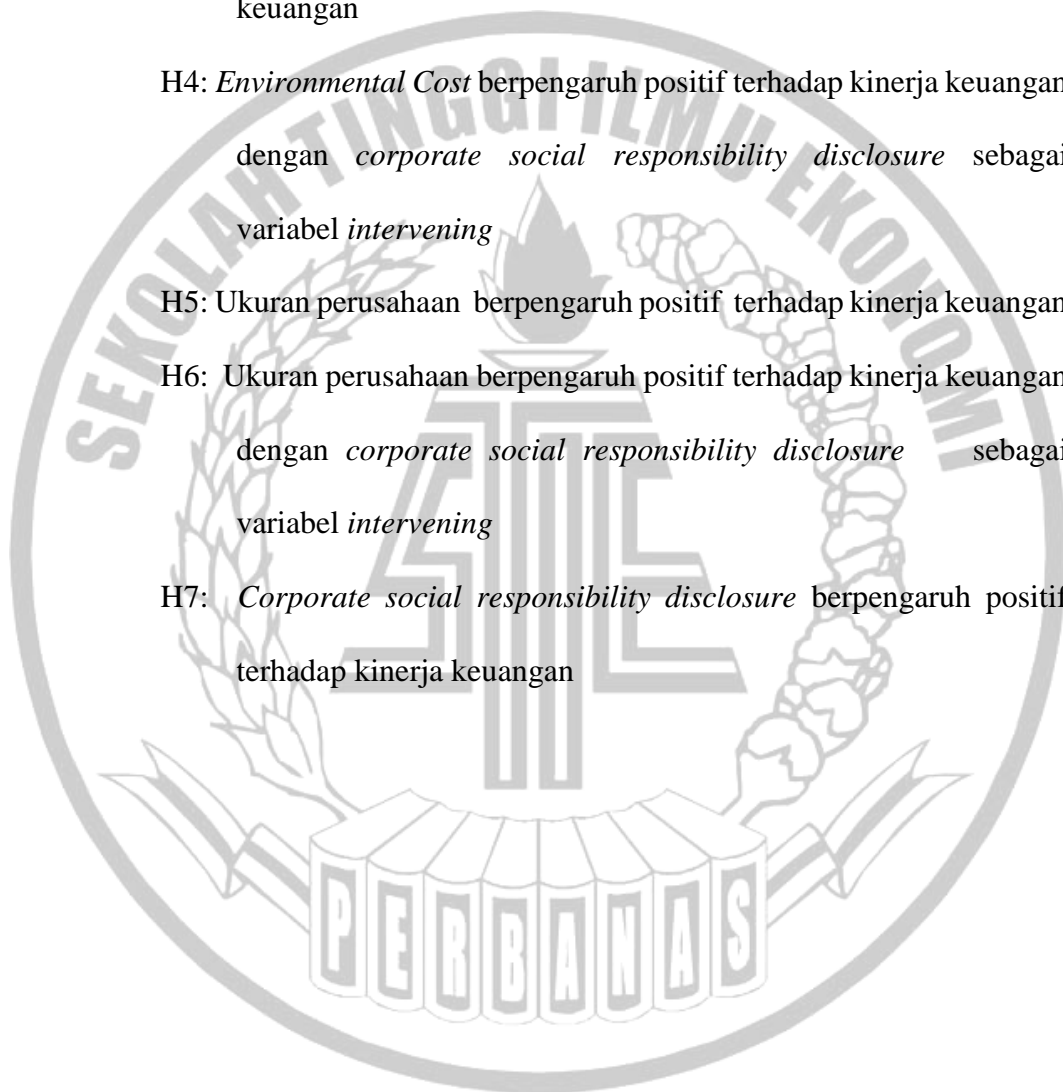 keuangan
H4: Environmental Cost berpengaruh positif terhadap kinerja keuangan
dengan corporate social responsibility disclosure sebagai
variabel intervening
H5: Ukuran perusahaan berpengaruh positif terhadap kinerja keuangan
H6: Ukuran perusahaan berpengaruh positif terhadap kinerja keuangan
dengan corporate social responsibility disclosure sebagai
variabel intervening
H7: Corporate social responsibility disclosure berpengaruh positif
terhadap kinerja keuangan
SEKOLAH TINGGI ILMU EKONOMI
PERBANAS